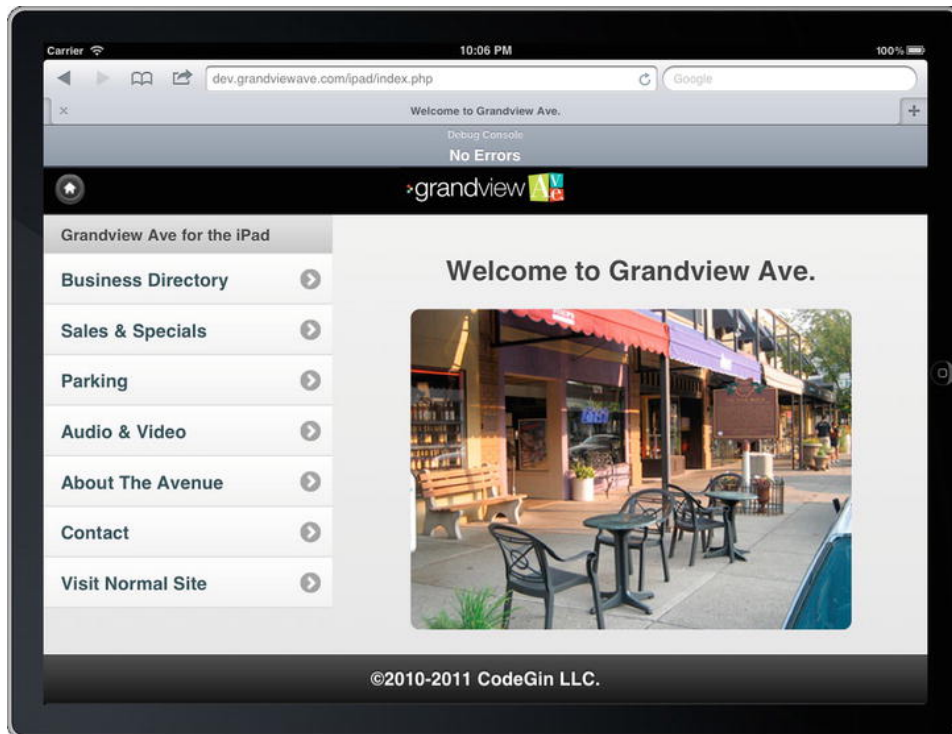 Carrier
10:06 PM
100%
dev.grandviewave.com/ipad/index.php
Google
Welcome to Grandview Ave.
Debug Console
No Errors
grandview Ave
Grandview Ave for the iPad
Business Directory
Sales & Specials
Parking
Audio & Video
About The Avenue
Contact
Visit Normal Site
Welcome to Grandview Ave.
©2010-2011 CodeGin LLC.